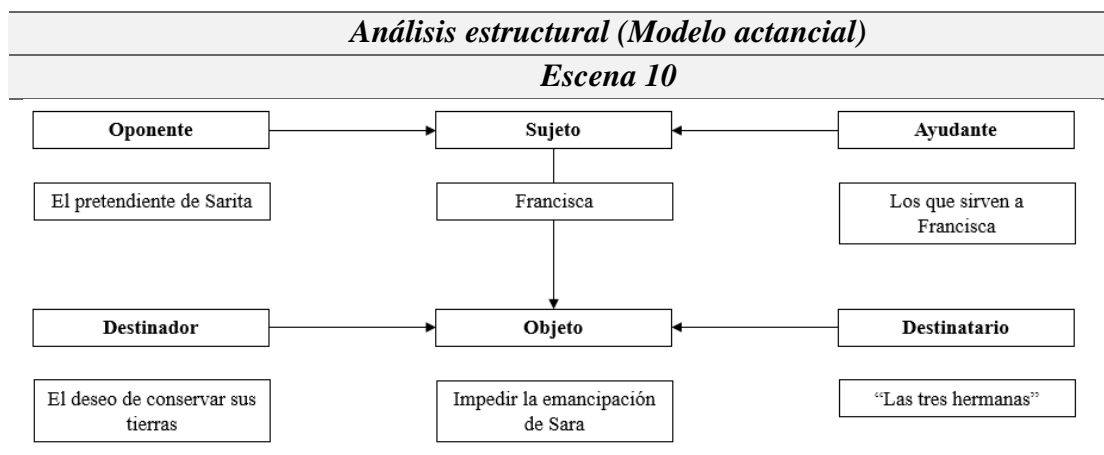 Análisis estructural (Modelo actancial)
Escena 10
Oponente
Sujeto
Ayudante
El pretendiente de Sarita
Francisca
Los que sirven a
Francisca
Destinador
Objeto
Destinatario
El deseo de conservar sus
tierras
Impedir la emancipación
de Sara
“Las tres hermanas”